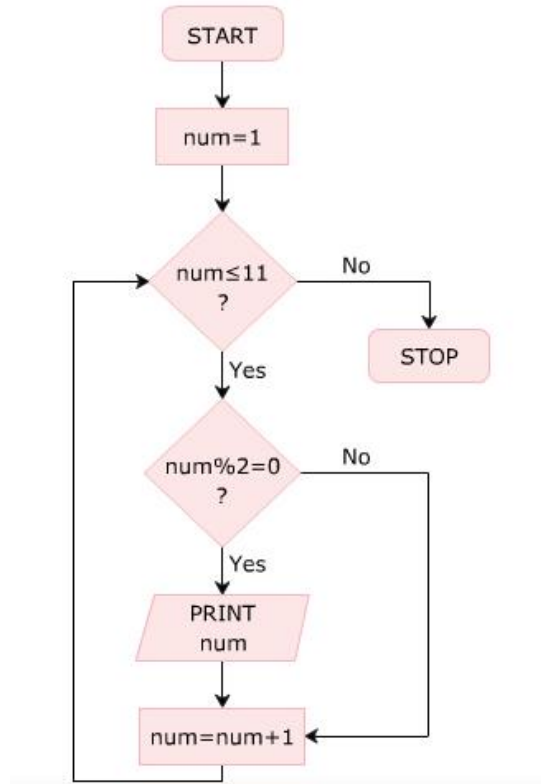 START
num=1
num≤11
?
No
STOP
Yes
num%2=0
?
No
Yes
PRINT
num
num=num+1